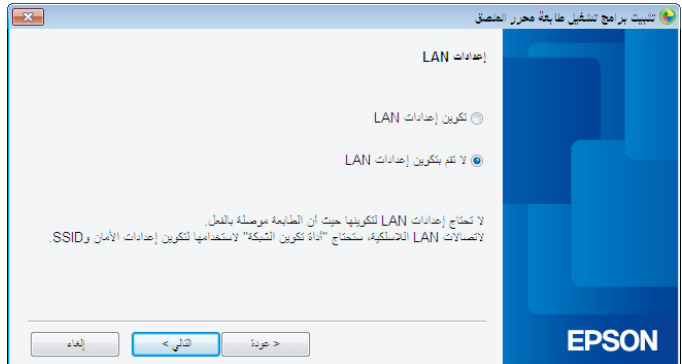 تثبيت برامج تشغيل طابعة محرر الملصق
إعدادات LAN
تكوين إعدادات LAN
لا تقم بتكوين إعدادات LAN
لا تحتاج إعدادات LAN لتكوينها حيث أن الطابعة موصلة بالفعل.
لاتصالات LAN اللاسلكية، ستحتاج "أداة تكوين الشبكة" لاستخدامها لتكوين إعدادات الأمان وSSID.
< عودة
التالي >
إلغاء
EPSON